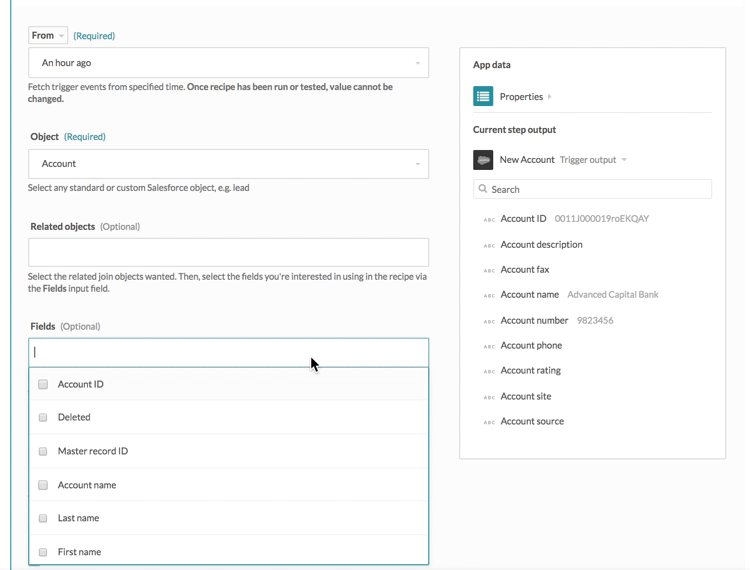 From (Required)
An hour ago
Fetch trigger events from specified time. Once recipe has been run or tested, value cannot be
changed.
Object (Required)
Account
Select any standard or custom Salesforce object, e.g. lead
Related objects (Optional)
Select the related join objects wanted. Then, select the fields you're interested in using in the recipe via
the Fields input field.
Fields (Optional)
Account ID
Deleted
Master record ID
Account name
Last name
First name
App data
Properties
Current step output
New Account Trigger output
Search
ABC Account ID 0011J000019roEKQAY
ABC Account description
ABC Account fax
ABC Account name Advanced Capital Bank
ABC Account number 9823456
ABC Account phone
ABC Account rating
ABC Account site
ABC Account source